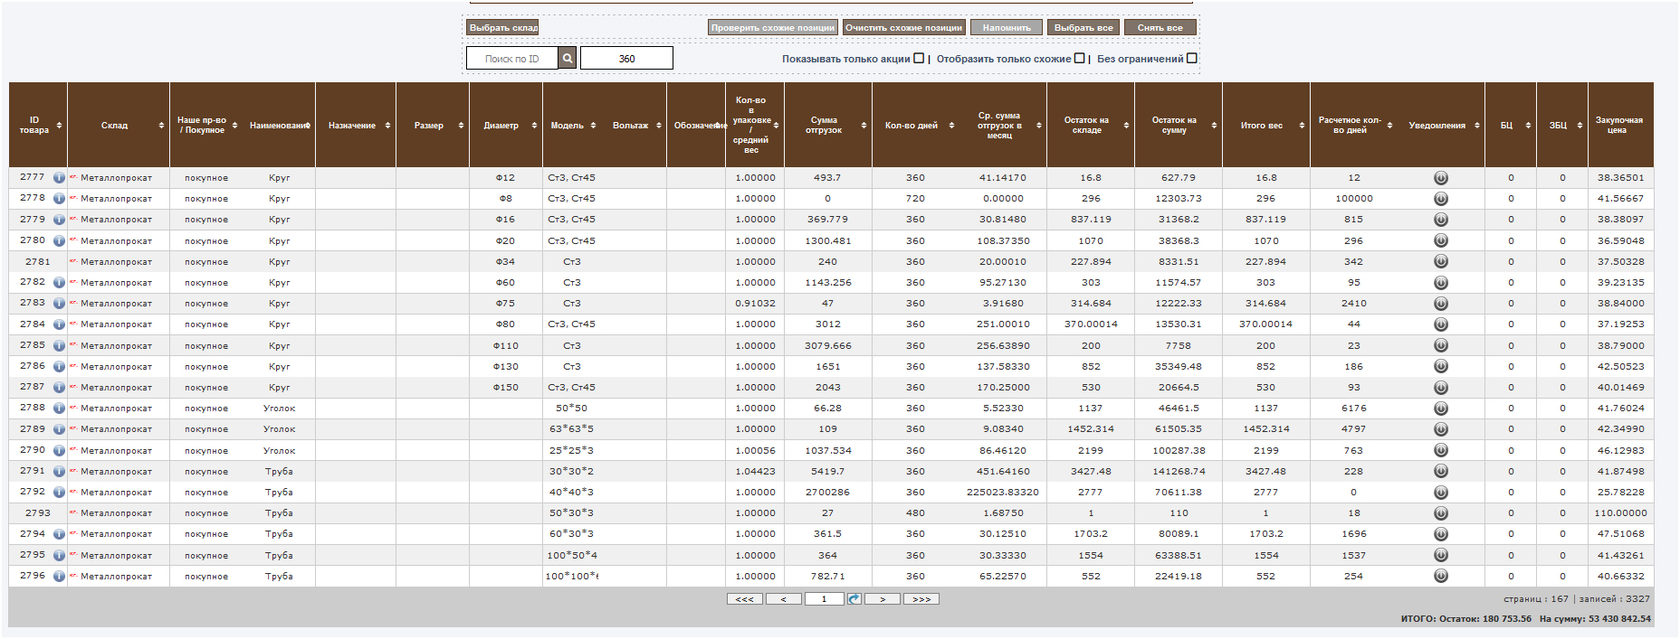 Выбрать склад Проверить схожие позиции Очистить схожие позиции Напомнить Выбрать все Снять все
Поиск по ID 360 Показывать только акции | Отобразить только схожие | Без ограничений
ID товара Склад Наше пр-во / Покупное Наименование Назначение Размер Диаметр Модель Вольтаж Обозначение Кол-во в упаковке / средний вес Сумма отгрузок Кол-во дней Ср. сумма отгрузок в месяц Остаток на складе Остаток на сумму Итого вес Расчетное кол-во дней Уведомления БЦ ЗБЦ Закупочная цена
2777 Металлопрокат покупное Круг Ф12 Ст3, Ст45 1.00000 493.7 360 41.14170 16.8 627.79 16.8 12 0 0 38.36501
2778 Металлопрокат покупное Круг Ф8 Ст3, Ст45 1.00000 0 720 0.00000 296 12303.73 296 100000 0 0 41.56667
2779 Металлопрокат покупное Круг Ф16 Ст3, Ст45 1.00000 369.779 360 30.81480 837.119 31368.2 837.119 815 0 0 38.38097
2780 Металлопрокат покупное Круг Ф20 Ст3, Ст45 1.00000 1300.481 360 108.37350 1070 38368.3 1070 296 0 0 36.59048
2781 Металлопрокат покупное Круг Ф34 Ст3 1.00000 240 360 20.00010 227.894 8331.51 227.894 342 0 0 37.50328
2782 Металлопрокат покупное Круг Ф60 Ст3 1.00000 1143.256 360 95.27130 303 11574.57 303 95 0 0 39.23135
2783 Металлопрокат покупное Круг Ф75 Ст3 0.91032 47 360 3.91680 314.684 12222.33 314.684 2410 0 0 38.84000
2784 Металлопрокат покупное Круг Ф80 Ст3, Ст45 1.00000 3012 360 251.00010 370.00014 13530.31 370.00014 44 0 0 37.19253
2785 Металлопрокат покупное Круг Ф110 Ст3 1.00000 3079.666 360 256.63890 200 7758 200 23 0 0 38.79000
2786 Металлопрокат покупное Круг Ф130 Ст3 1.00000 1651 360 137.58330 852 35349.48 852 186 0 0 42.50523
2787 Металлопрокат покупное Круг Ф150 Ст3, Ст45 1.00000 2043 360 170.25000 530 20664.5 530 93 0 0 40.01469
2788 Металлопрокат покупное Уголок 50*50 1.00000 66.28 360 5.52330 1137 46461.5 1137 6176 0 0 41.76024
2789 Металлопрокат покупное Уголок 63*63*5 1.00000 109 360 9.08340 1452.314 61505.35 1452.314 4797 0 0 42.34990
2790 Металлопрокат покупное Уголок 25*25*3 1.00056 1037.534 360 86.46120 2199 100287.38 2199 763 0 0 46.12983
2791 Металлопрокат покупное Труба 30*30*2 1.04423 5419.7 360 451.64160 3427.48 141268.74 3427.48 228 0 0 41.87498
2792 Металлопрокат покупное Труба 40*40*3 1.00000 2700286 360 225023.83320 2777 70611.38 2777 0 0 0 25.78228
2793 Металлопрокат покупное Труба 50*30*3 1.00000 27 480 1.68750 1 110 1 18 0 0 110.00000
2794 Металлопрокат покупное Труба 60*30*3 1.00000 361.5 360 30.12510 1703.2 80089.1 1703.2 1696 0 0 47.51068
2795 Металлопрокат покупное Труба 100*50*4 1.00000 364 360 30.33330 1554 63388.51 1554 1537 0 0 41.43261
2796 Металлопрокат покупное Труба 100*100*6 1.00000 782.71 360 65.22570 552 22419.18 552 254 0 0 40.66332
<<< < 1 > >>> страниц : 167 | записей : 3327
ИТОГО: Остаток: 180 753.56 На сумму: 53 430 842.54